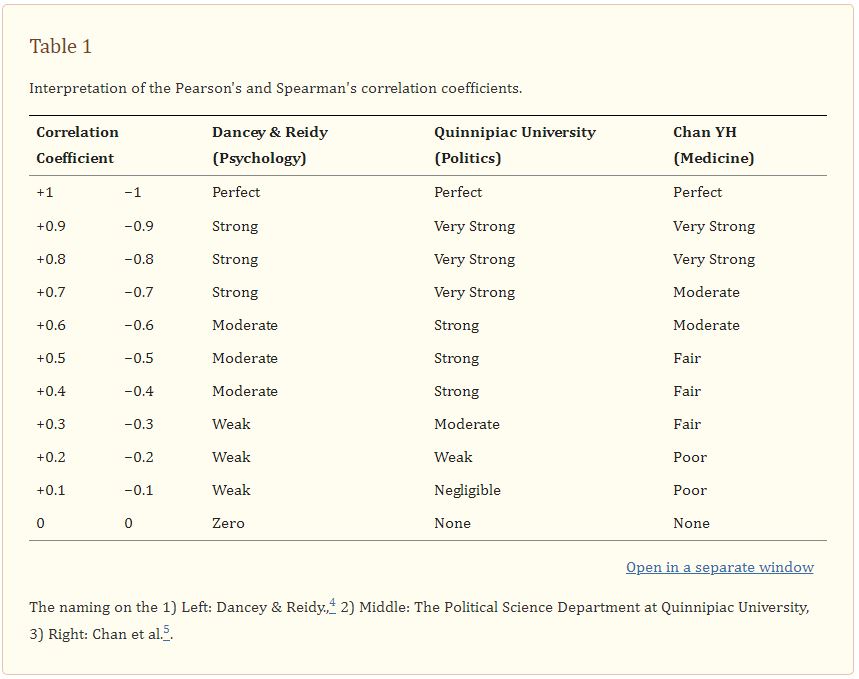 Table 1
Interpretation of the Pearson's and Spearman's correlation coefficients.
Correlation Coefficient Dancey & Reidy (Psychology) Quinnipiac University (Politics) Chan YH (Medicine)
+1 −1 Perfect Perfect Perfect
+0.9 −0.9 Strong Very Strong Very Strong
+0.8 −0.8 Strong Very Strong Very Strong
+0.7 −0.7 Strong Very Strong Moderate
+0.6 −0.6 Moderate Strong Moderate
+0.5 −0.5 Moderate Strong Fair
+0.4 −0.4 Moderate Strong Fair
+0.3 −0.3 Weak Moderate Fair
+0.2 −0.2 Weak Weak Poor
+0.1 −0.1 Weak Negligible Poor
0 0 Zero None None
Open in a separate window
The naming on the 1) Left: Dancey & Reidy.,4 2) Middle: The Political Science Department at Quinnipiac University,
3) Right: Chan et al.5.